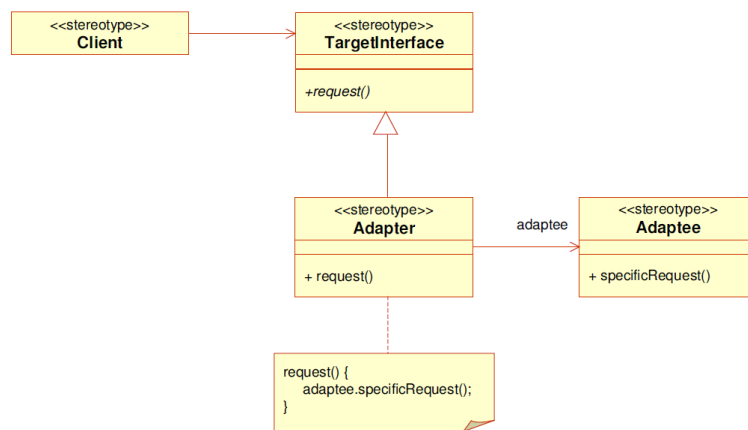 <<stereotype>>
Client
<<stereotype>>
TargetInterface
+request()
<<stereotype>>
Adapter
+ request()
adaptee
<<stereotype>>
Adaptee
+ specificRequest()
request() {
adaptee.specificRequest();
}